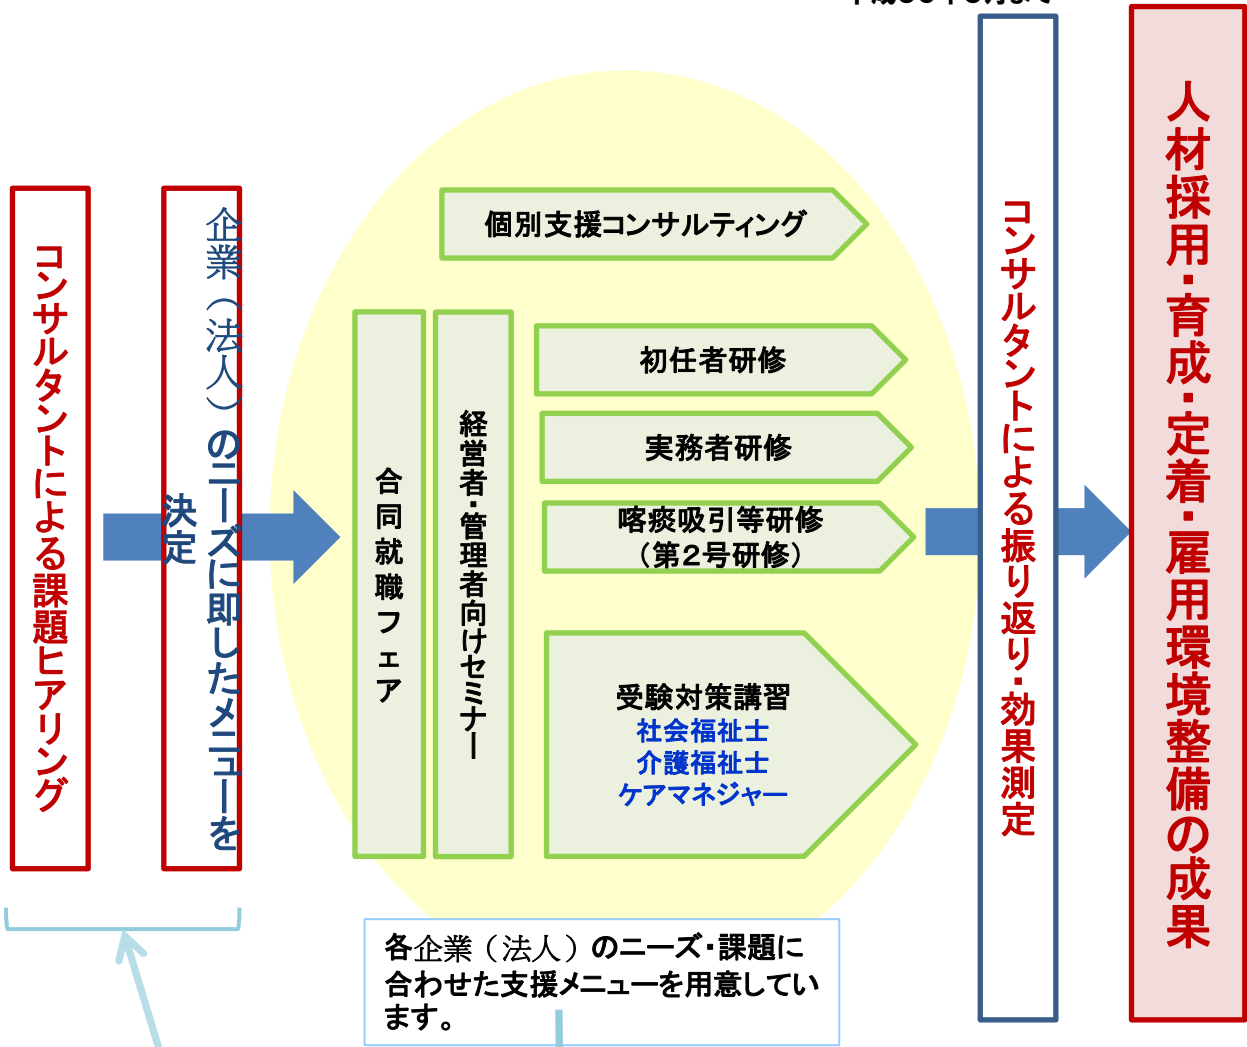 コンサルタントによる課題ヒアリング
企業（法人）のニーズに即したメニューを
決定
個別支援コンサルティング
合同就職フェア
経営者・管理者向けセミナー
初任者研修
実務者研修
喀痰吸引等研修
（第２号研修）
受験対策講習
社会福祉士
介護福祉士
ケアマネジャー
各企業（法人）のニーズ・課題に
合わせた支援メニューを用意してい
ます。
コンサルタントによる振り返り・効果測定
人材採用・育成・定着・雇用環境整備の成果